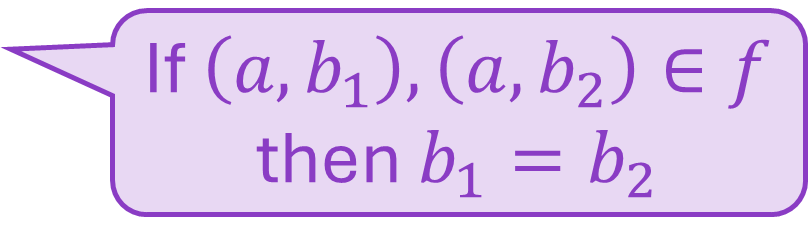 If (𝑎, 𝑏₁), (𝑎, 𝑏₂) ∈ 𝑓
then 𝑏₁ = 𝑏₂